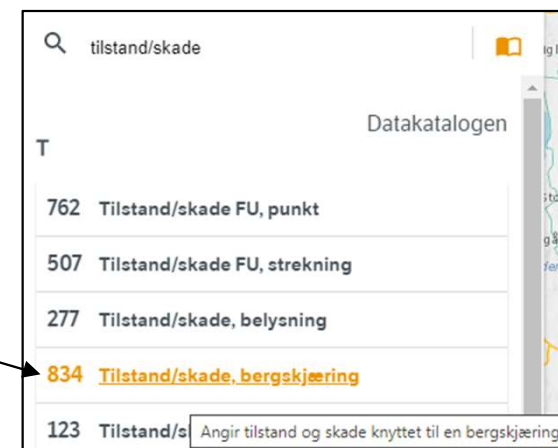 tilstand/skade
Datakatalogen
T
762 Tilstand/skade FU, punkt
507 Tilstand/skade FU, strekning
277 Tilstand/skade, belysning
834 Tilstand/skade, bergskjæring
123 Tilstand/s
Angir tilstand og skade knyttet til en bergskjæring